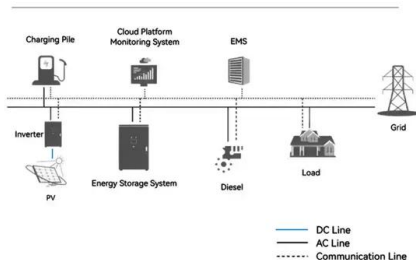 Charging Pile
Cloud Platform
Monitoring System
EMS
Grid
Inverter
PV
Energy Storage System
Diesel
Load
DC Line
AC Line
Communication Line